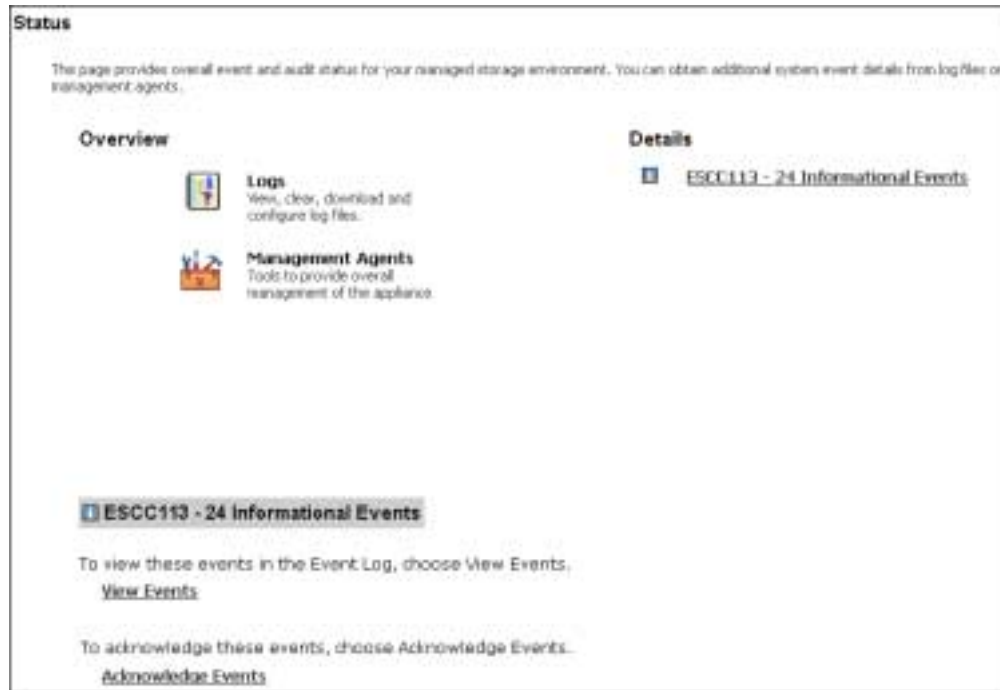 Status
This page provides overall event and audit status for your managed storage environment. You can obtain additional system event details from log files or
management agents.
Overview
Logs
View, clear, download and
configure log files.
Management Agents
Tools to provide overall
management of the appliance
Details
ESCC113 - 24 Informational Events
ESCC113 - 24 Informational Events
To view these events in the Event Log, choose View Events.
View Events
To acknowledge these events, choose Acknowledge Events.
Acknowledge Events